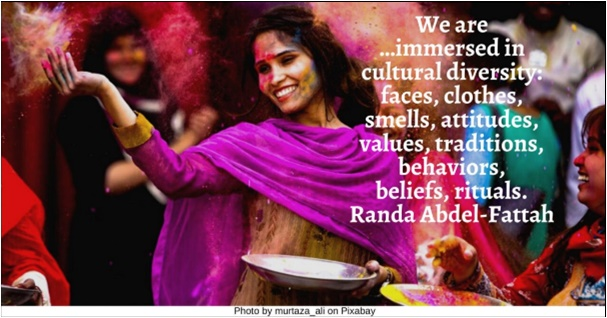 We are
...immersed in
cultural diversity:
faces, clothes,
smells, attitudes,
values, traditions,
behaviors,
beliefs, rituals.
Randa Abdel-Fattah
Photo by murtaza_ali on Pixabay